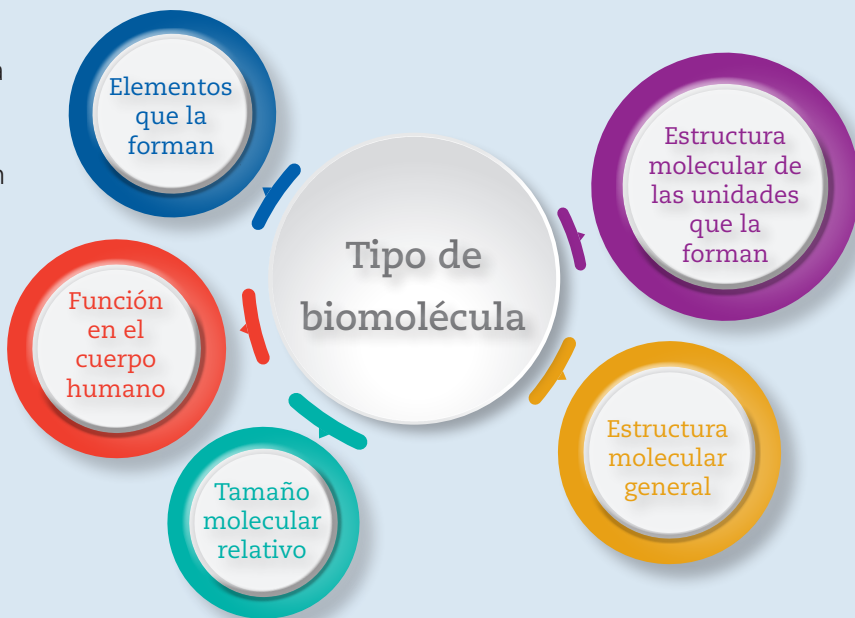 Elementos
que la
forman
Estructura
molecular de
las unidades
que la
forman
Tipo de
biomolécula
Función
en el
cuerpo
humano
Estructura
molecular
general
Tamaño
molecular
relativo